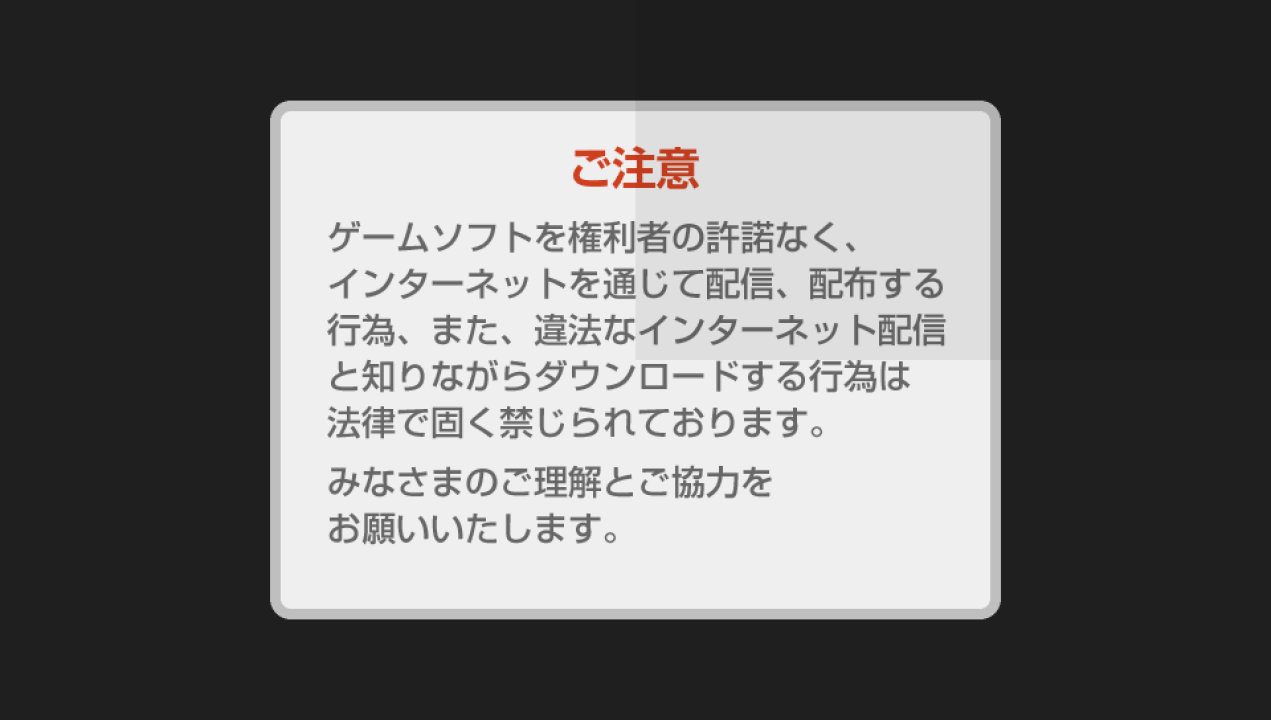 ご注意
ゲームソフトを権利者の許諾なく、
インターネットを通じて配信、配布する
行為、また、違法なインターネット配信
と知りながらダウンロードする行為は
法律で固く禁じられております。
みなさまのご理解とご協力を
お願いいたします。